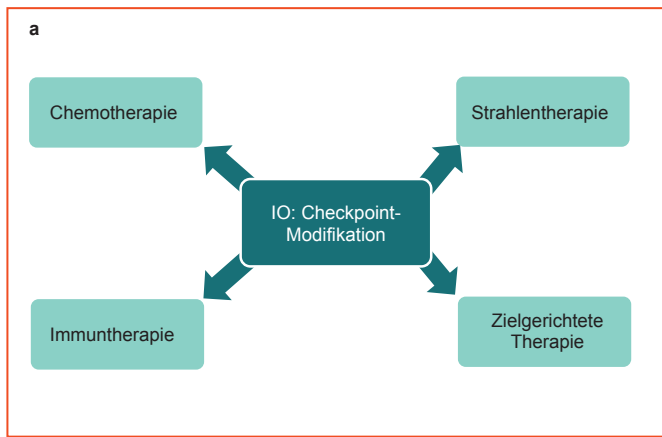 a
Chemotherapie
Strahlentherapie
IO: Checkpoint-
Modifikation
Immuntherapie
Zielgerichtete
Therapie